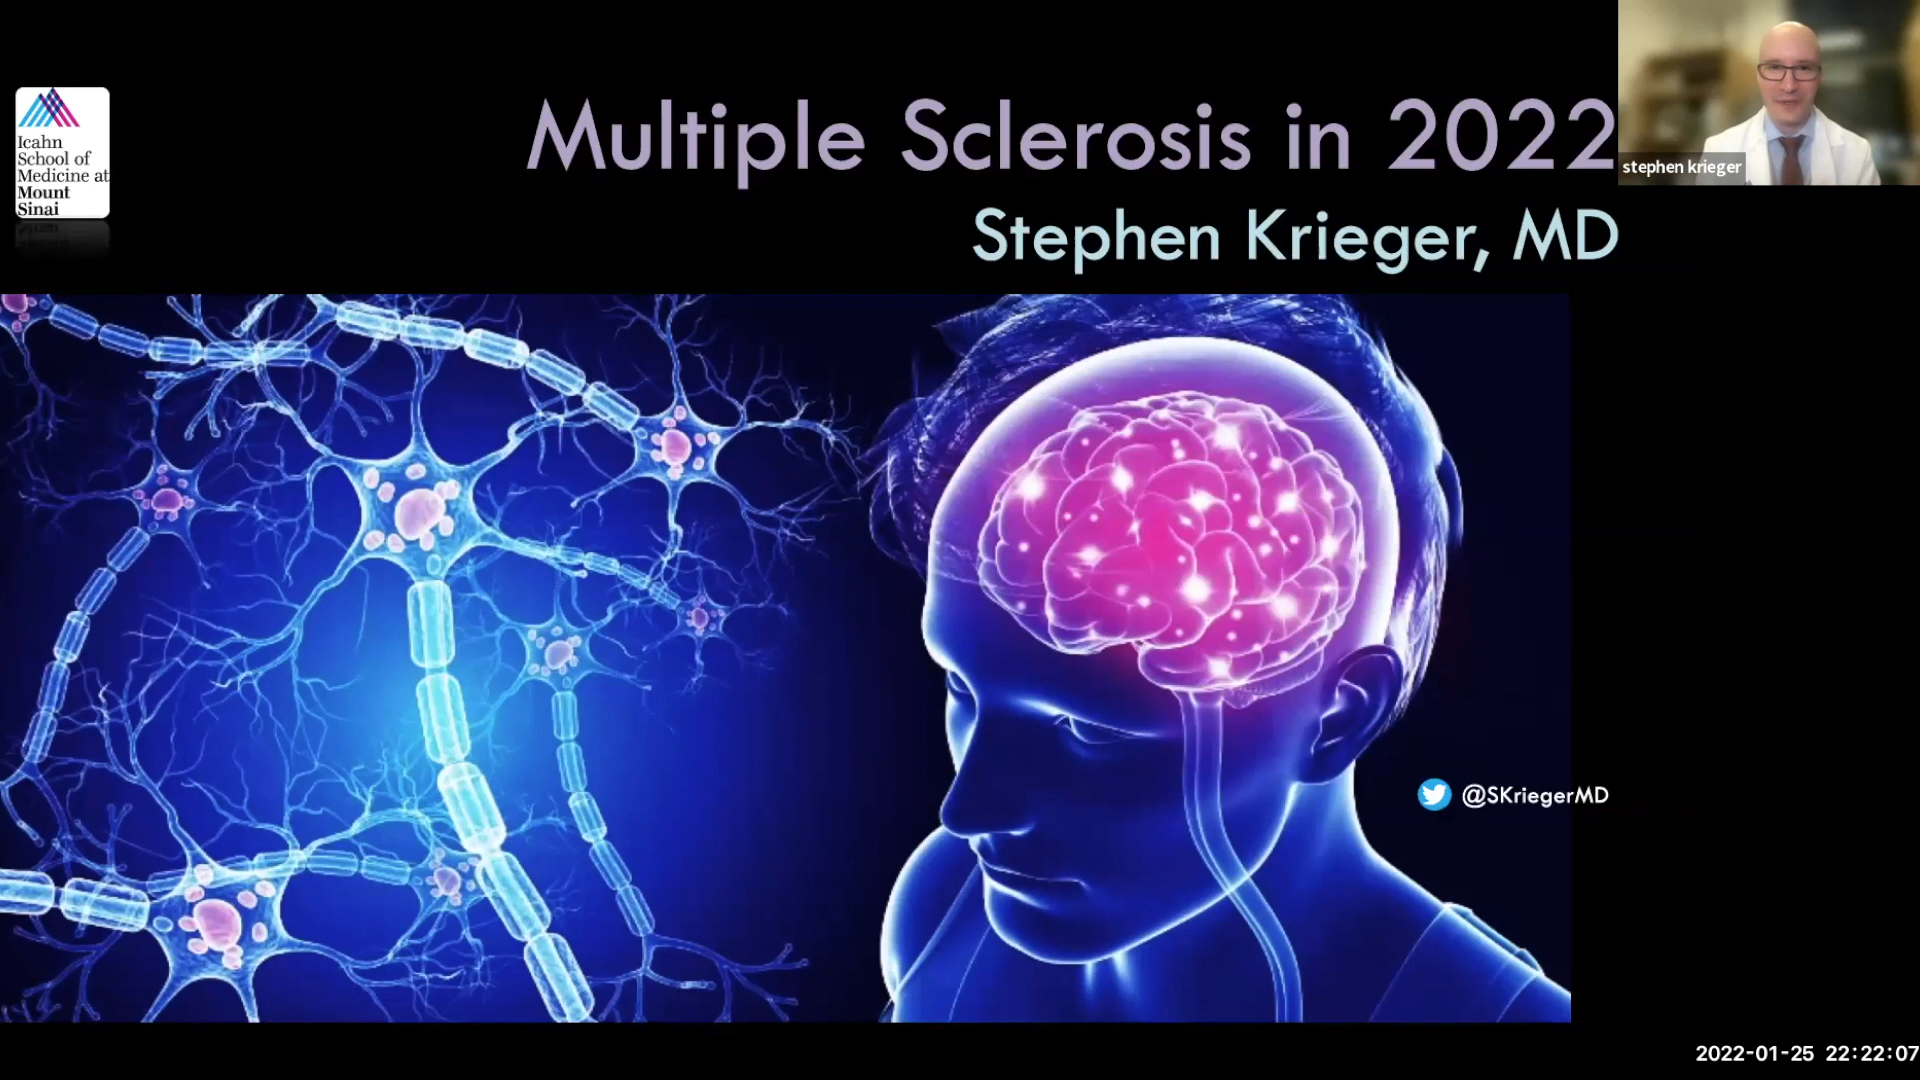 Multiple Sclerosis in 2022
Stephen Krieger, MD
Icahn
School of
Medicine at
Mount
Sinai
stephen krieger
@SKriegerMD
2022-01-25 22:22:07